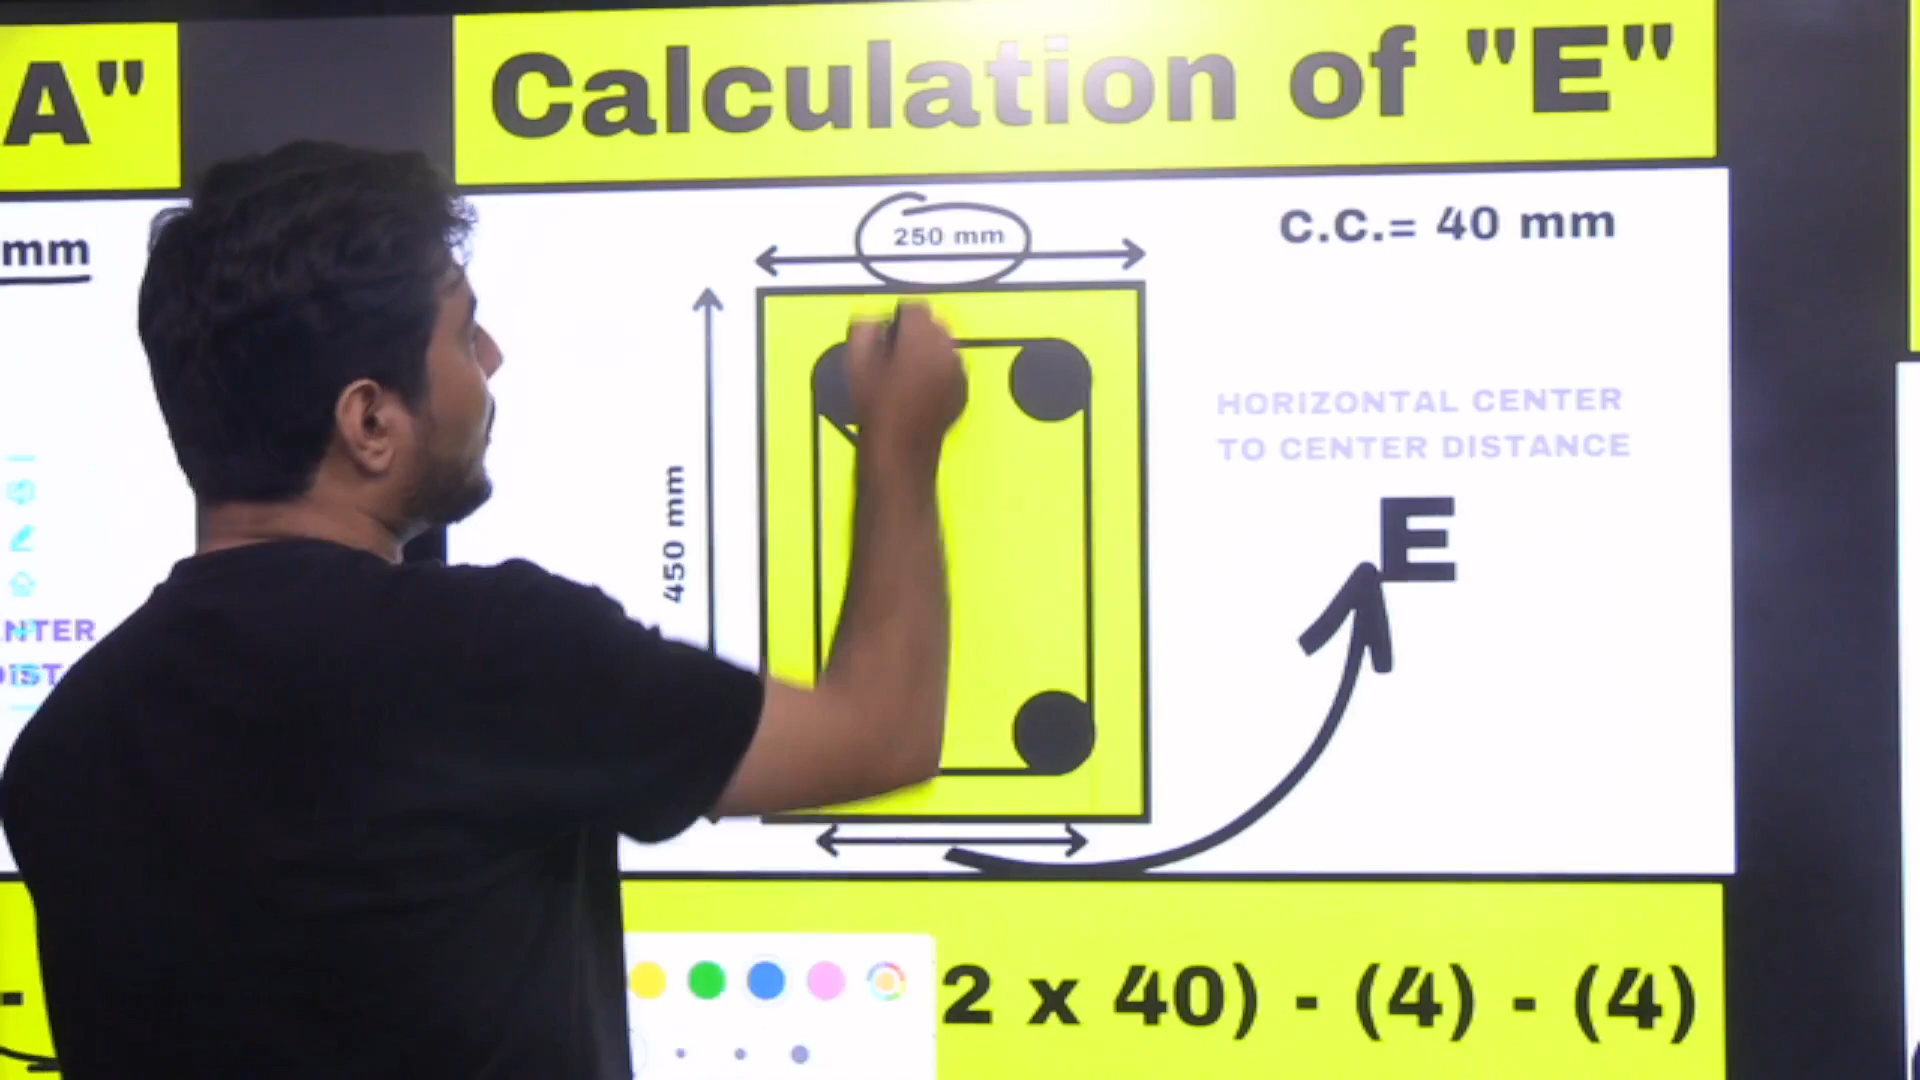 A"
Calculation of "E"
mm
250 mm
C.C.= 40 mm
HORIZONTAL CENTER
TO CENTER DISTANCE
450 mm
E
NTER
2 x 40) - (4) - (4)